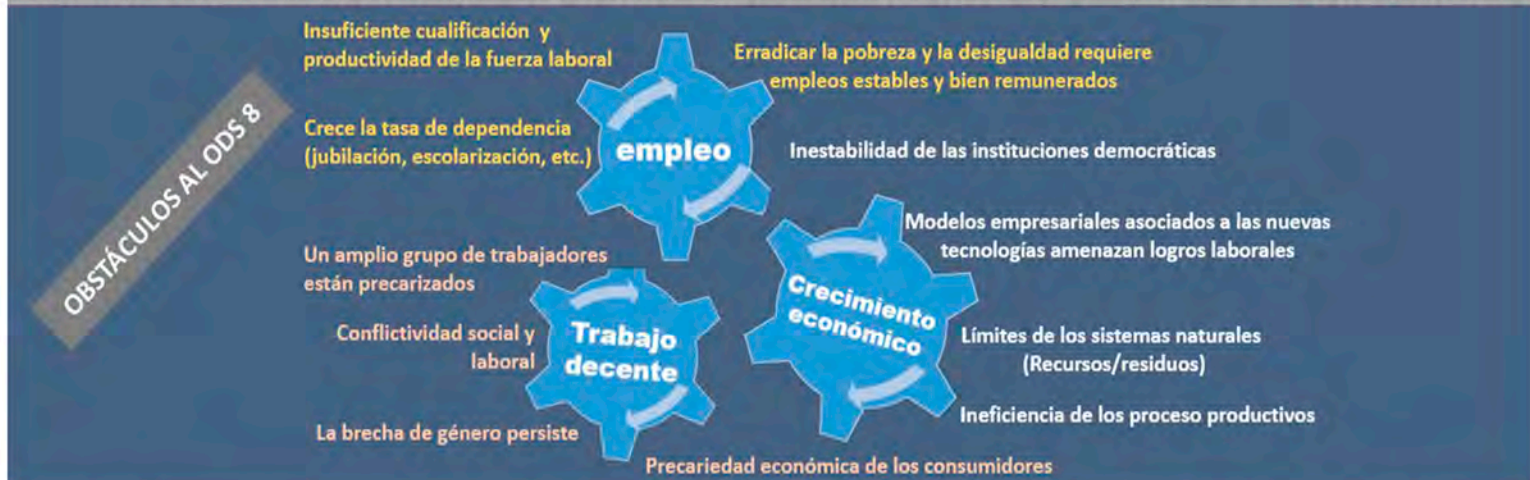 OBSTÁCULOS AL ODS 8
Insuficiente cualificación y
productividad de la fuerza laboral
Crece la tasa de dependencia
(jubilación, escolarización, etc.)
empleo
Erradicar la pobreza y la desigualdad requiere
empleos estables y bien remunerados
Inestabilidad de las instituciones democráticas
Modelos empresariales asociados a las nuevas
tecnologías amenazan logros laborales
Crecimiento
económico
Límites de los sistemas naturales
(Recursos/residuos)
Ineficiencia de los proceso productivos
Un amplio grupo de trabajadores
están precarizados
Conflictividad social y
laboral
Trabajo
decente
La brecha de género persiste
Precariedad económica de los consumidores